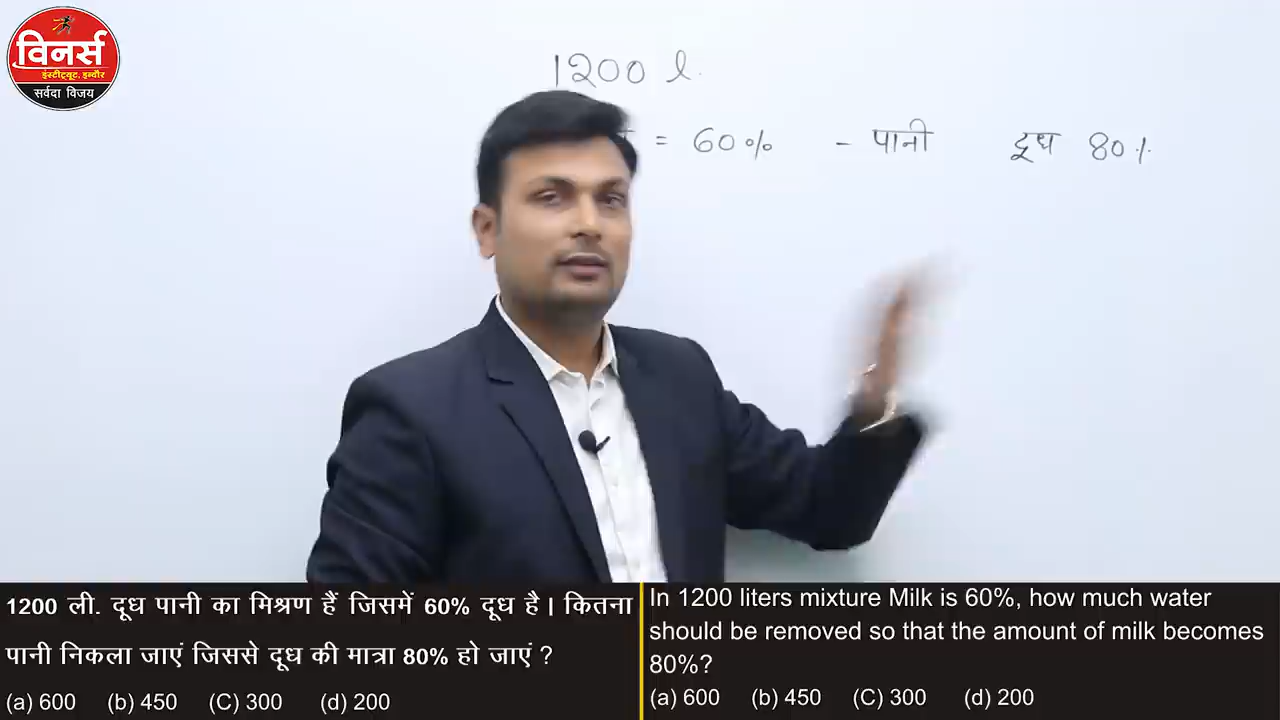 विनर्स
इंस्टीट्यूट, इन्दौर
सर्वदा विजय
1200 l.
= 60% - पानी दूध 80%
1200 ली. दूध पानी का मिश्रण हैं जिसमें 60% दूध है। कितना
पानी निकला जाएं जिससे दूध की मात्रा 80% हो जाएं ?
(a) 600 (b) 450 (C) 300 (d) 200
In 1200 liters mixture Milk is 60%, how much water
should be removed so that the amount of milk becomes
80%?
(a) 600 (b) 450 (C) 300 (d) 200